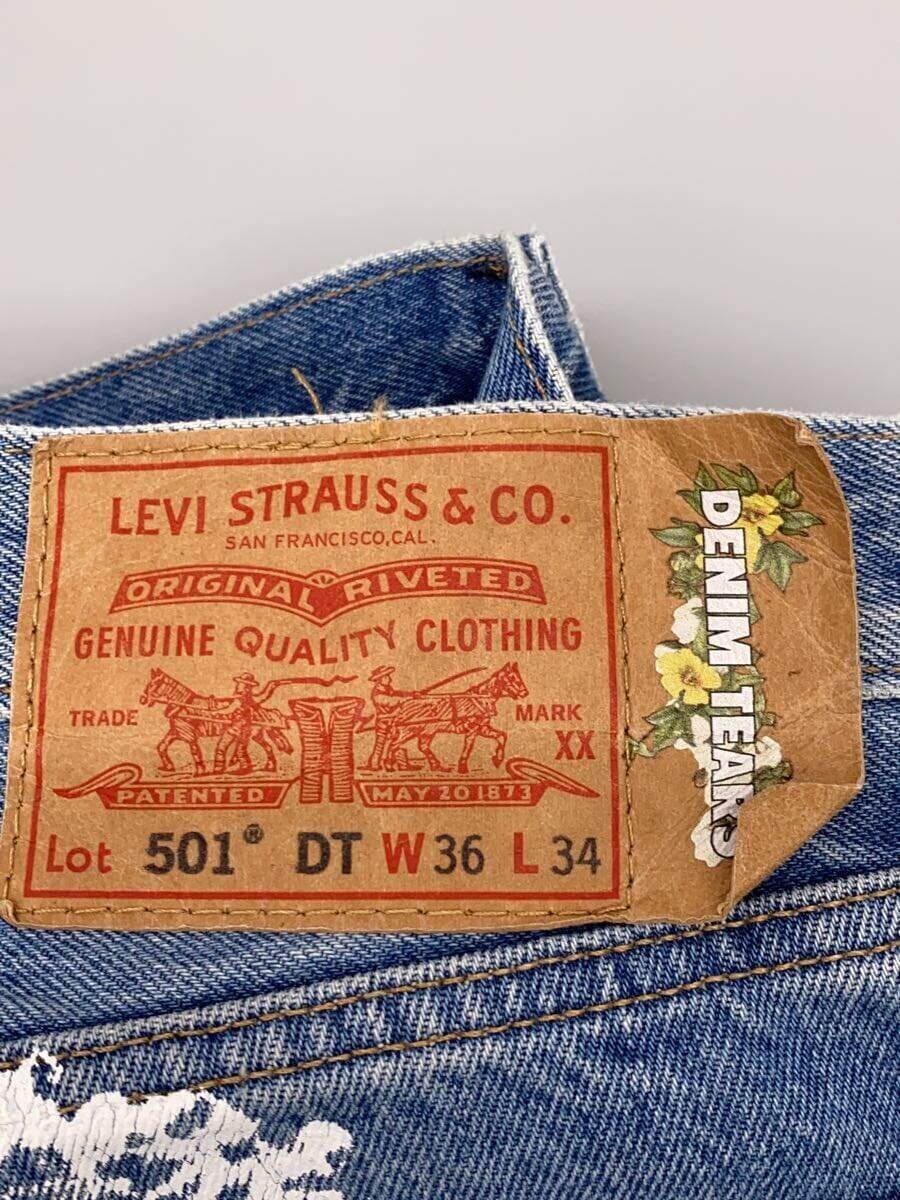 LEVI STRAUSS & CO.
SAN FRANCISCO, CAL.
ORIGINAL RIVETED
GENUINE QUALITY CLOTHING
TRADE MARK
XX
PATENTED MAY 20 1873
Lot 501® DT W 36 L 34
DENIM TEARS